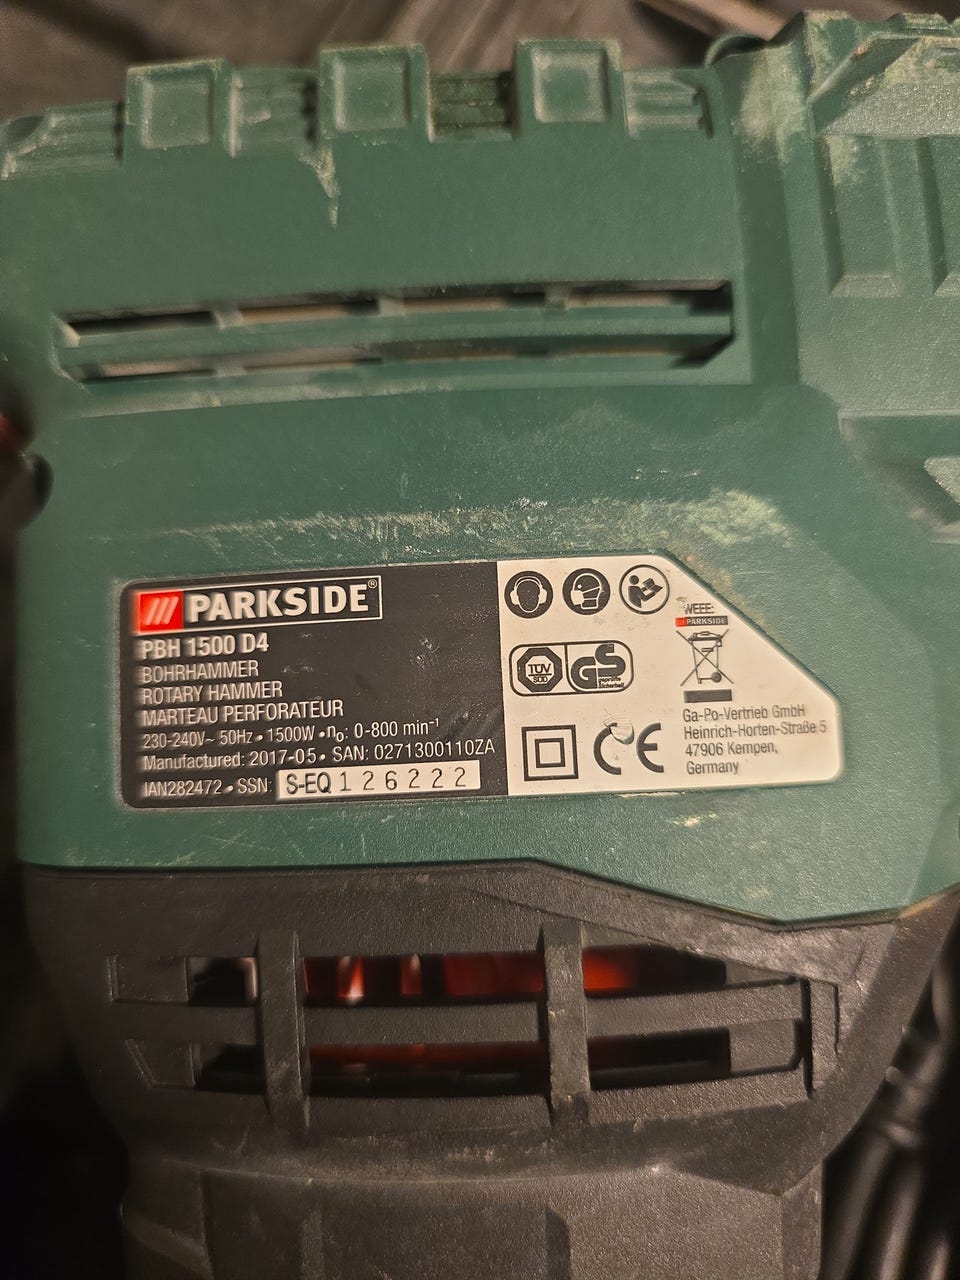 PARKSIDE®
PBH 1500 D4
BOHRHAMMER
ROTARY HAMMER
MARTEAU PERFORATEUR
230-240V~ 50Hz • 1500W • n₀: 0-800 min⁻¹
Manufactured: 2017-05 • SAN: 0271300110ZA
IAN282472 • SSN: S-EQ126222
TÜV
SÜD
GS
geprüfte
Sicherheit
CE
WEEE:
PARKSIDE
Ga-Po-Vertrieb GmbH
Heinrich-Horten-Straße 5
47906 Kempen,
Germany